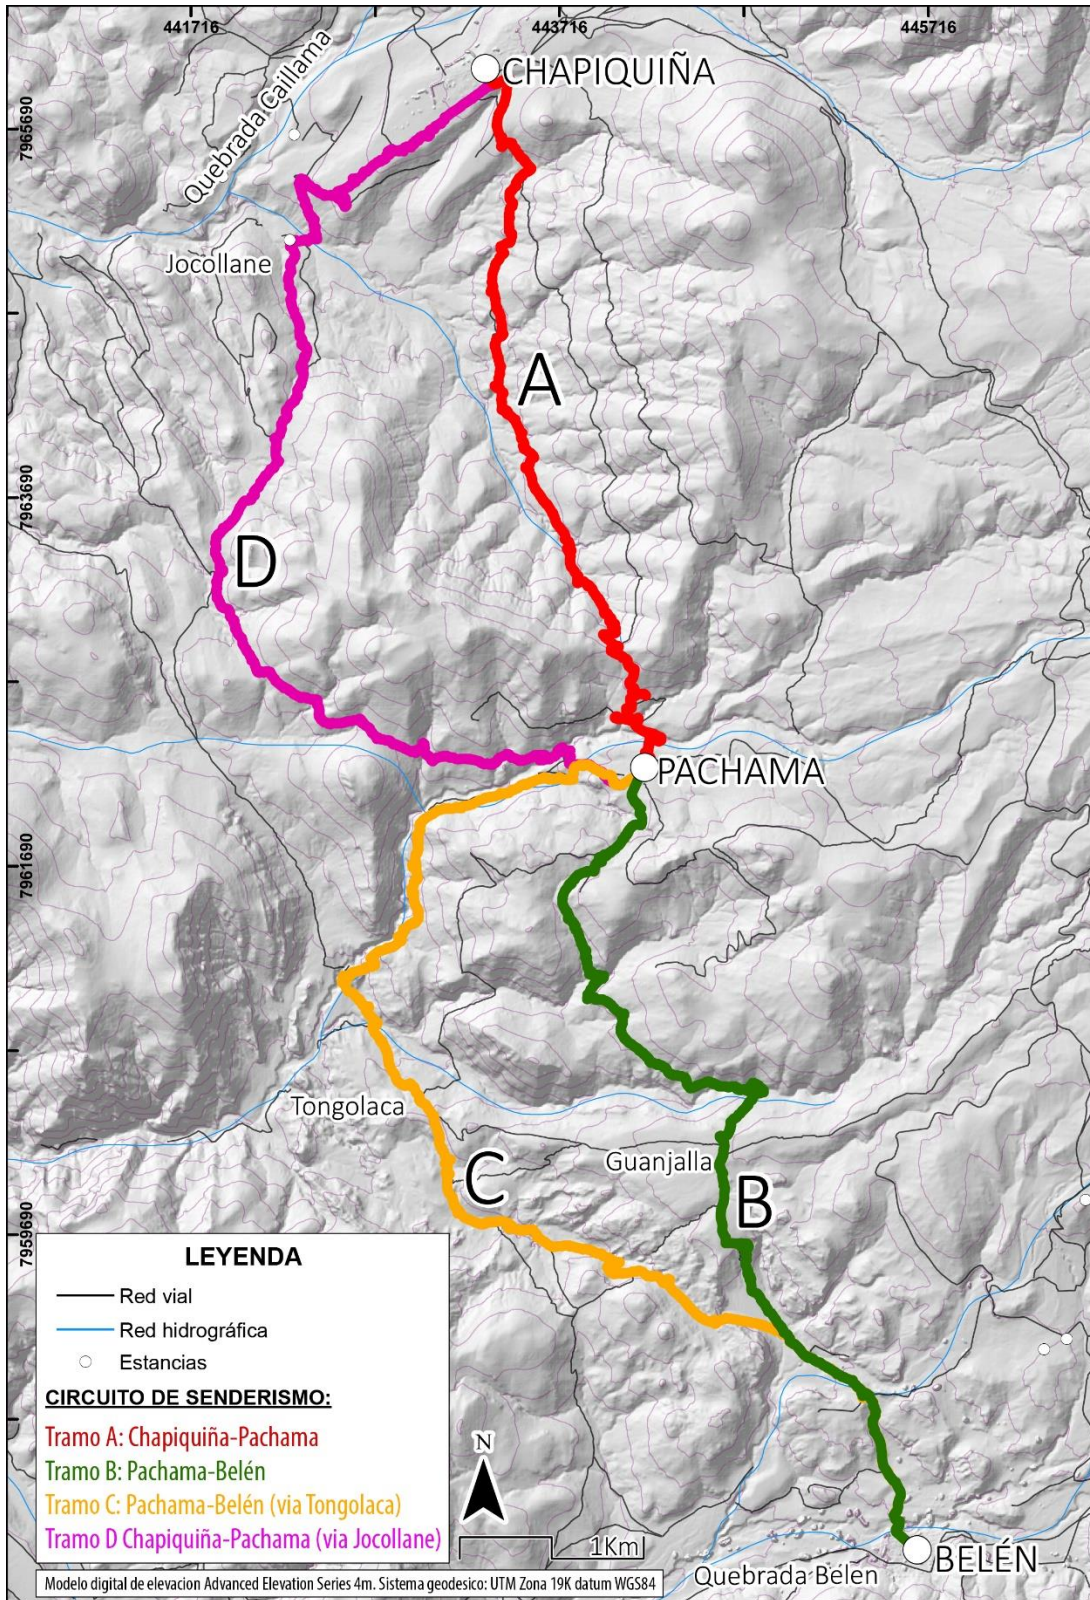 441716
443716
445716
CHAPIQUIÑA
7965690
Quebrada Caillama
Jocollane
A
7963690
D
PACHAMA
7961690
Tongolaca
Guanjalla
C
B
7959690
LEYENDA
Red vial
Red hidrográfica
Estancias
CIRCUITO DE SENDERISMO:
Tramo A: Chapiquiña-Pachama
Tramo B: Pachama-Belén
Tramo C: Pachama-Belén (via Tongolaca)
Tramo D Chapiquiña-Pachama (via Jocollane)
N
1Km
BELÉN
Quebrada Belen
Modelo digital de elevacion Advanced Elevation Series 4m. Sistema geodesico: UTM Zona 19K datum WGS84